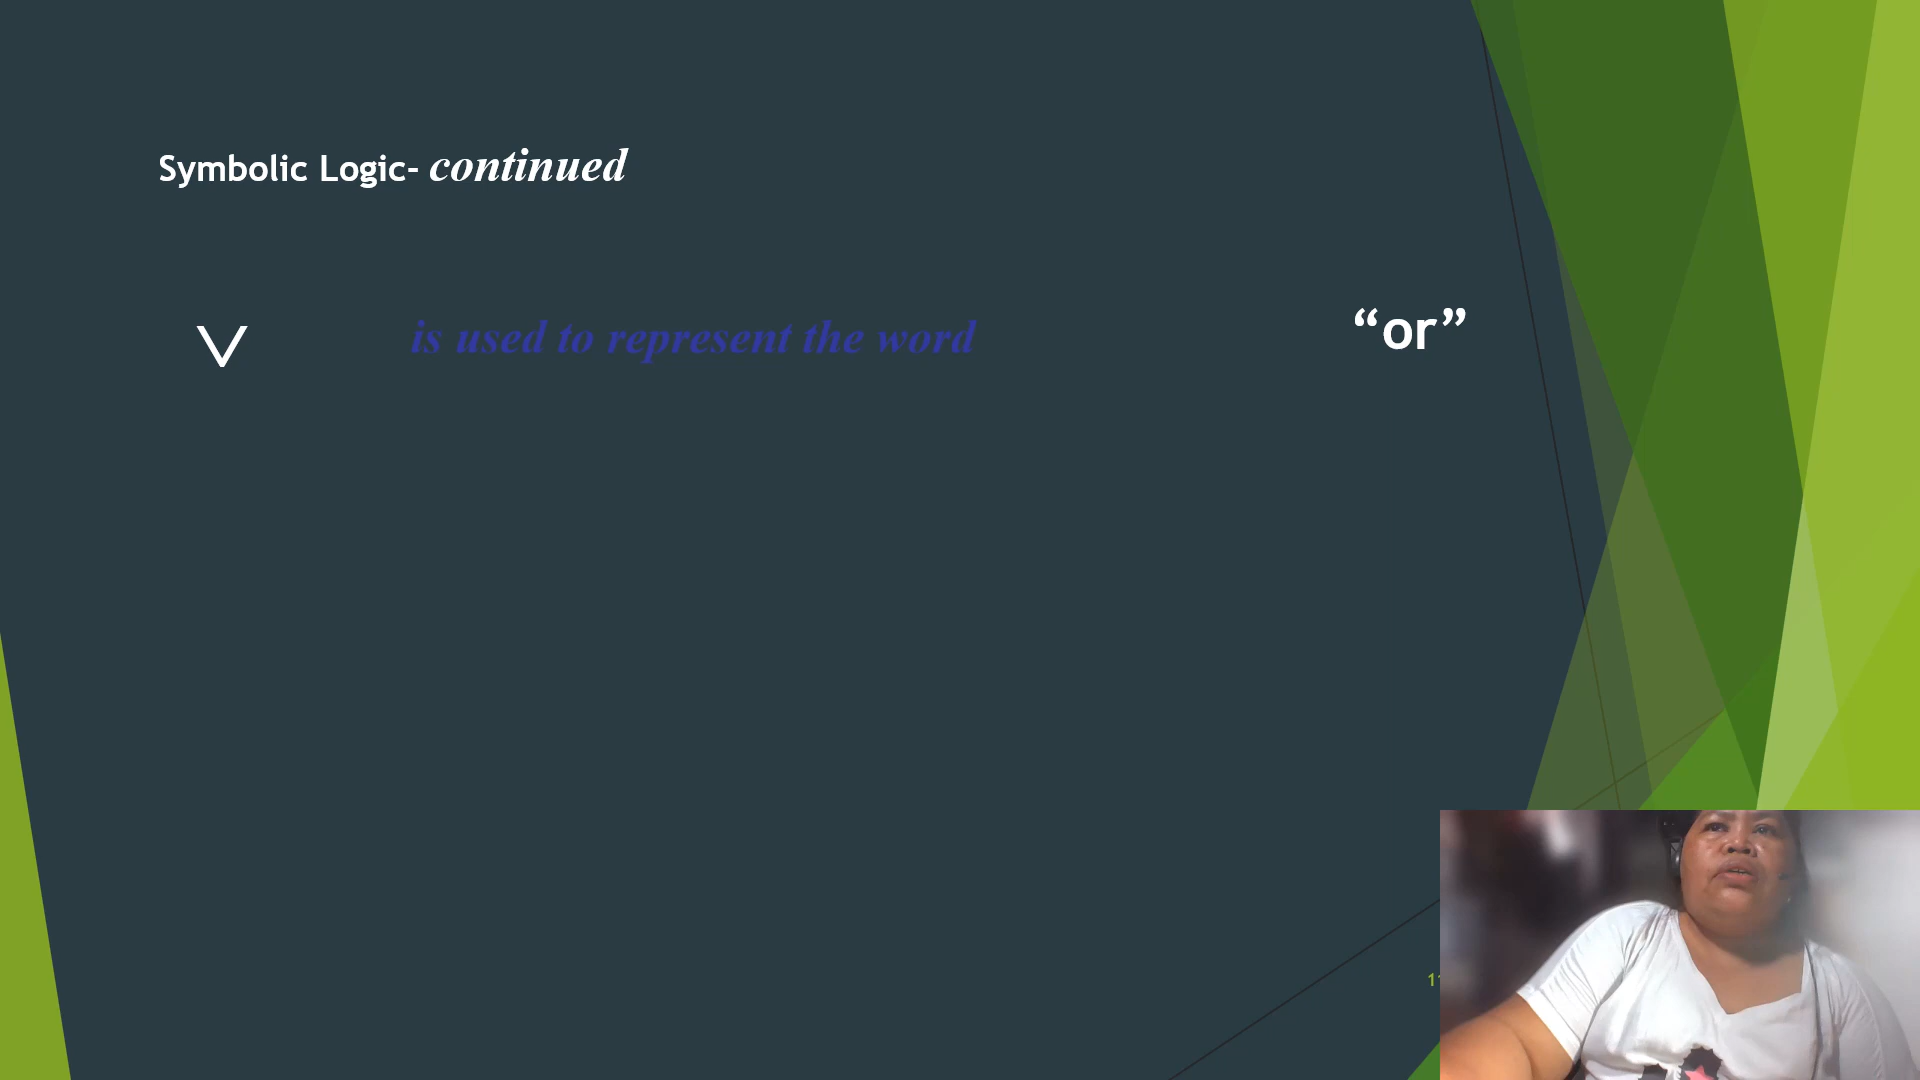 Symbolic Logic- continued
∨ is used to represent the word “or”